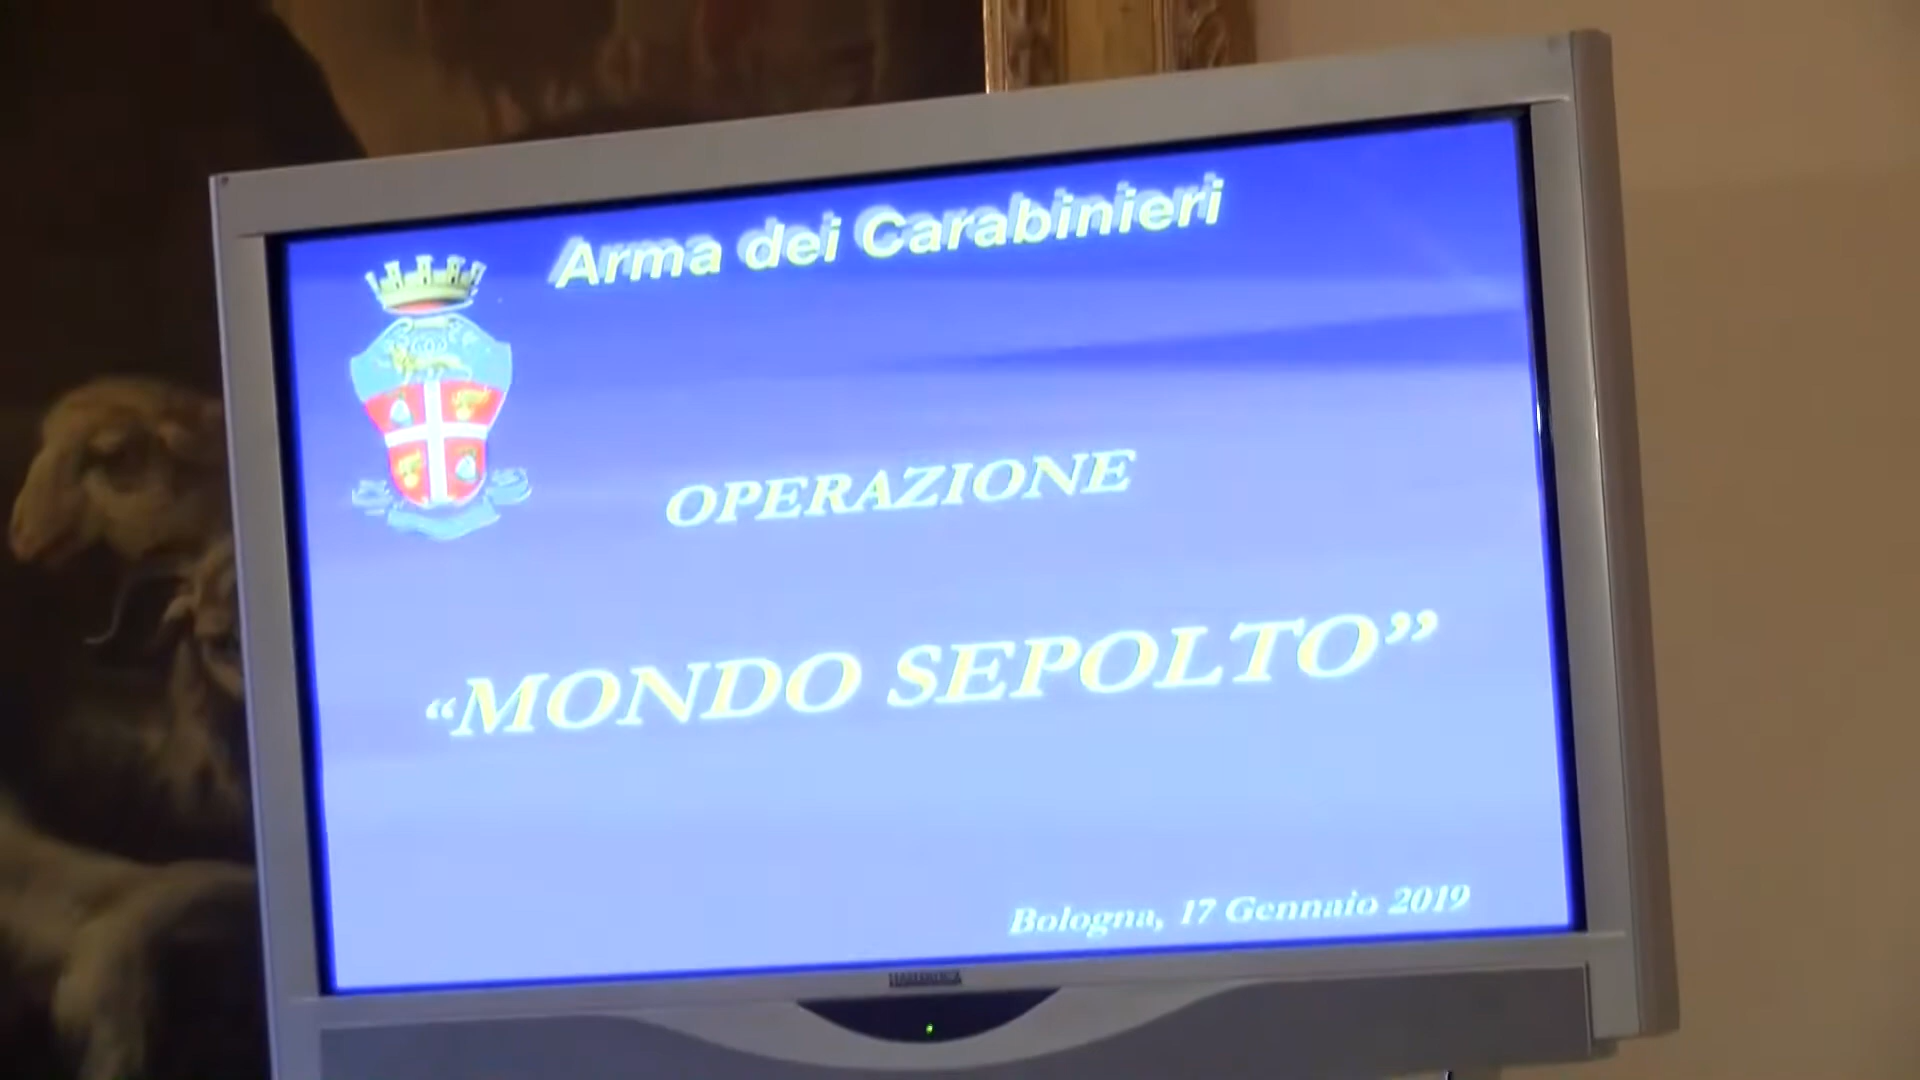 Arma dei Carabinieri
OPERAZIONE
“MONDO SEPOLTO”
Bologna, 17 Gennaio 2019